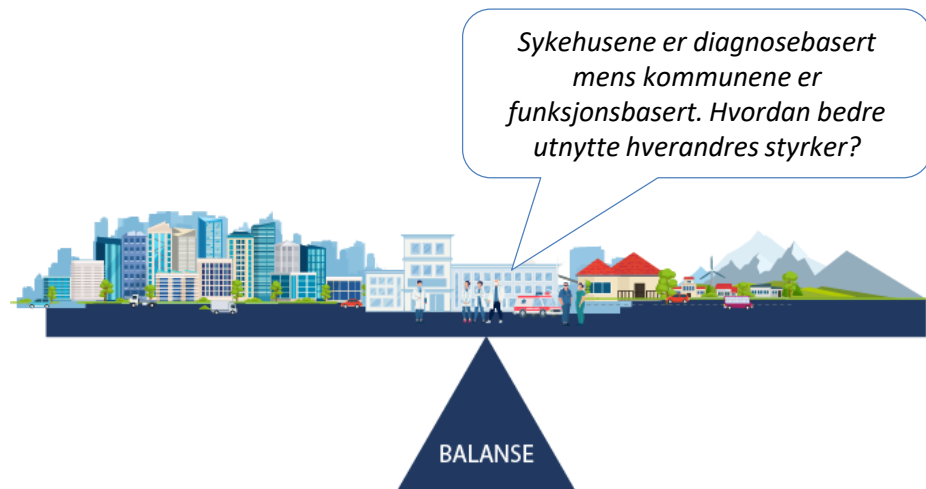 Sykehusene er diagnosebasert
mens kommunene er
funksjonsbasert. Hvordan bedre
utnytte hverandres styrker?
BALANSE